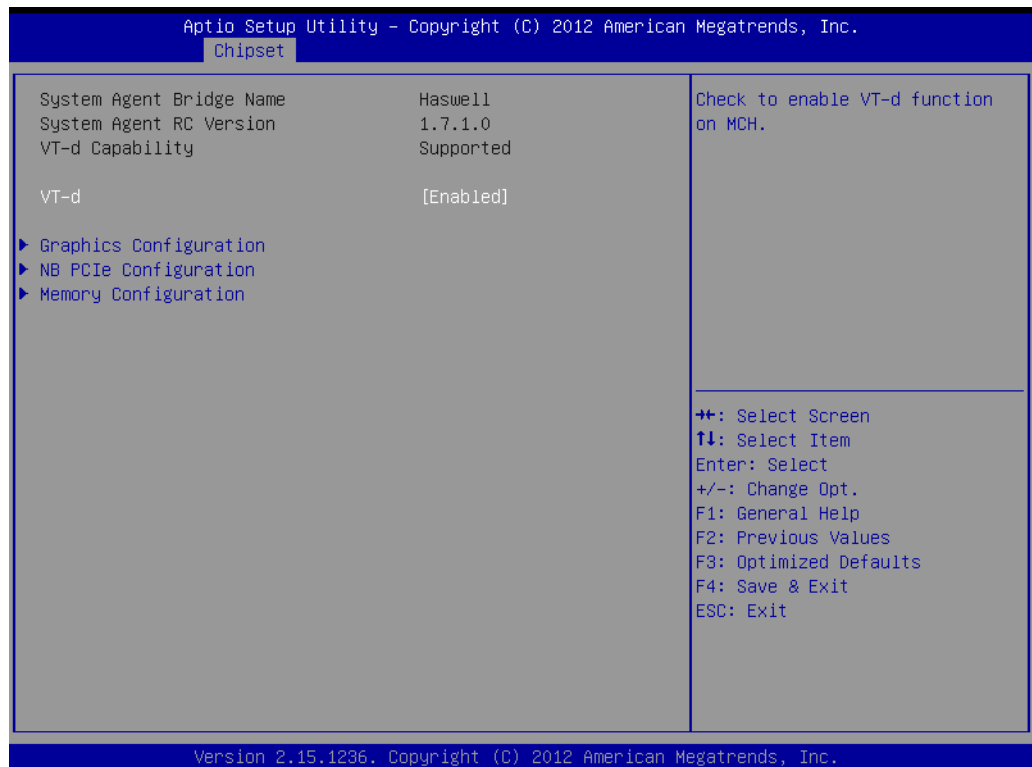 Aptio Setup Utility – Copyright (C) 2012 American Megatrends, Inc.
Chipset
System Agent Bridge Name Haswell
System Agent RC Version 1.7.1.0
VT-d Capability Supported
VT-d [Enabled]
Graphics Configuration
NB PCIe Configuration
Memory Configuration
Check to enable VT-d function
on MCH.
→←: Select Screen
↑↓: Select Item
Enter: Select
+/-: Change Opt.
F1: General Help
F2: Previous Values
F3: Optimized Defaults
F4: Save & Exit
ESC: Exit
Version 2.15.1236. Copyright (C) 2012 American Megatrends, Inc.